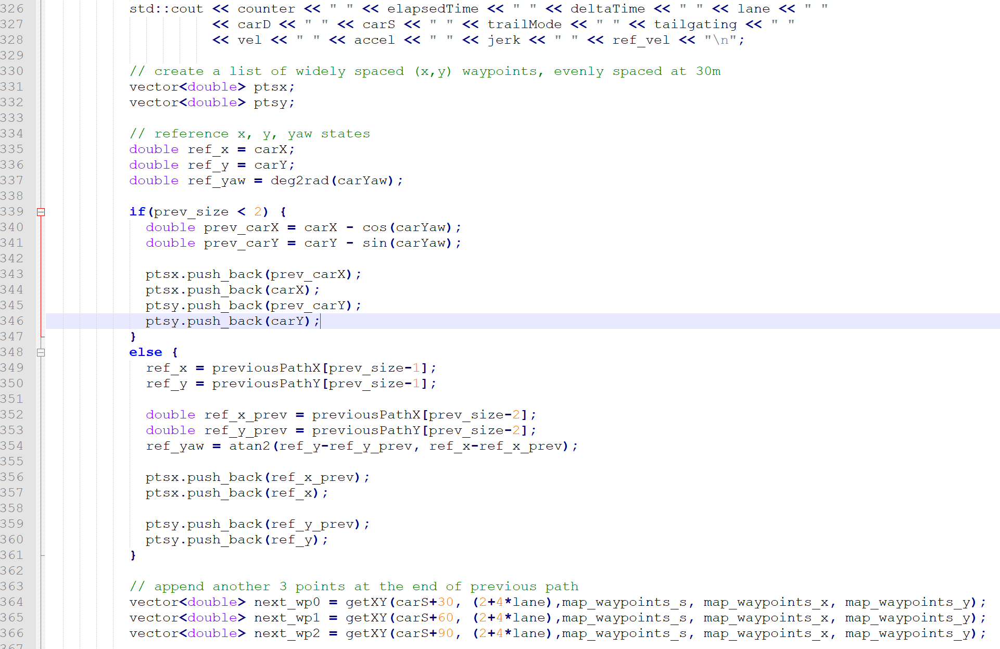 326 std::cout << counter << " " << elapsedTime << " " << deltaTime << " " << lane << " "
327 << carD << " " << carS << " " << trailMode << " " << tailgating << " "
328 << vel << " " << accel << " " << jerk << " " << ref_vel << "\n";
329
330 // create a list of widely spaced (x,y) waypoints, evenly spaced at 30m
331 vector<double> ptsx;
332 vector<double> ptsy;
333
334 // reference x, y, yaw states
335 double ref_x = carX;
336 double ref_y = carY;
337 double ref_yaw = deg2rad(carYaw);
338
339 if(prev_size < 2) {
340 double prev_carX = carX - cos(carYaw);
341 double prev_carY = carY - sin(carYaw);
342
343 ptsx.push_back(prev_carX);
344 ptsx.push_back(carX);
345 ptsy.push_back(prev_carY);
346 ptsy.push_back(carY);
347 }
348 else {
349 ref_x = previousPathX[prev_size-1];
350 ref_y = previousPathY[prev_size-1];
351
352 double ref_x_prev = previousPathX[prev_size-2];
353 double ref_y_prev = previousPathY[prev_size-2];
354 ref_yaw = atan2(ref_y-ref_y_prev, ref_x-ref_x_prev);
355
356 ptsx.push_back(ref_x_prev);
357 ptsx.push_back(ref_x);
358
359 ptsy.push_back(ref_y_prev);
360 ptsy.push_back(ref_y);
361 }
362
363 // append another 3 points at the end of previous path
364 vector<double> next_wp0 = getXY(carS+30, (2+4*lane),map_waypoints_s, map_waypoints_x, map_waypoints_y);
365 vector<double> next_wp1 = getXY(carS+60, (2+4*lane),map_waypoints_s, map_waypoints_x, map_waypoints_y);
366 vector<double> next_wp2 = getXY(carS+90, (2+4*lane),map_waypoints_s, map_waypoints_x, map_waypoints_y);
367